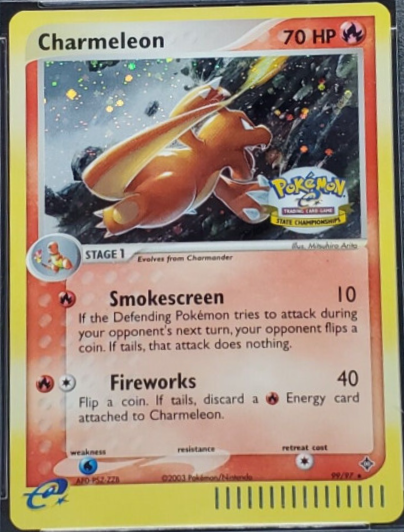 Charmeleon 70 HP
POKéMON
TRADING CARD GAME
STATE CHAMPIONSHIPS
Illus. Mitsuhiro Arita
STAGE 1
Evolves from Charmander
Smokescreen 10
If the Defending Pokémon tries to attack during
your opponent's next turn, your opponent flips a
coin. If tails, that attack does nothing.
Fireworks 40
Flip a coin. If tails, discard a Energy card
attached to Charmeleon.
weakness resistance retreat cost
©2003 Pokémon/Nintendo 99/97
e